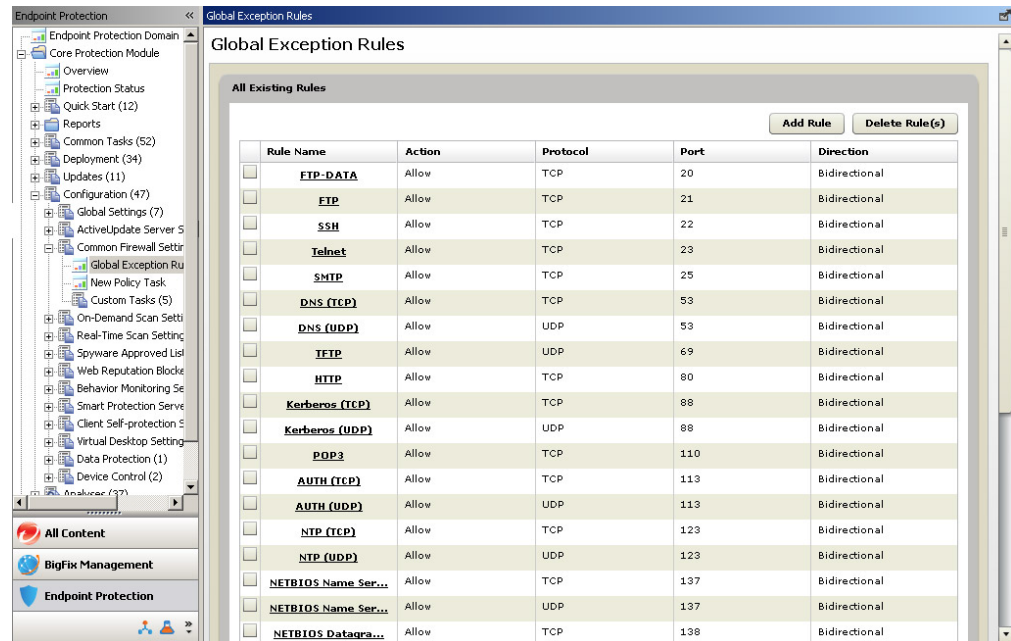 Endpoint Protection «
Global Exception Rules
Endpoint Protection Domain
Core Protection Module
Overview
Protection Status
Quick Start (12)
Reports
Common Tasks (52)
Deployment (34)
Updates (11)
Configuration (47)
Global Settings (7)
ActiveUpdate Server S
Common Firewall Settin
Global Exception Ru
New Policy Task
Custom Tasks (5)
On-Demand Scan Setti
Real-Time Scan Setting
Spyware Approved List
Web Reputation Blocke
Behavior Monitoring Se
Smart Protection Serve
Client Self-protection S
Virtual Desktop Setting
Data Protection (1)
Device Control (2)
Analyses (37)
All Content
BigFix Management
Endpoint Protection
Global Exception Rules
All Existing Rules
Add Rule Delete Rule(s)
Rule Name Action Protocol Port Direction
FTP-DATA Allow TCP 20 Bidirectional
FTP Allow TCP 21 Bidirectional
SSH Allow TCP 22 Bidirectional
Telnet Allow TCP 23 Bidirectional
SMTP Allow TCP 25 Bidirectional
DNS (TCP) Allow TCP 53 Bidirectional
DNS (UDP) Allow UDP 53 Bidirectional
TFTP Allow UDP 69 Bidirectional
HTTP Allow TCP 80 Bidirectional
Kerberos (TCP) Allow TCP 88 Bidirectional
Kerberos (UDP) Allow UDP 88 Bidirectional
POP3 Allow TCP 110 Bidirectional
AUTH (TCP) Allow TCP 113 Bidirectional
AUTH (UDP) Allow UDP 113 Bidirectional
NTP (TCP) Allow TCP 123 Bidirectional
NTP (UDP) Allow UDP 123 Bidirectional
NETBIOS Name Ser... Allow TCP 137 Bidirectional
NETBIOS Name Ser... Allow UDP 137 Bidirectional
NETBIOS Datagra... Allow TCP 138 Bidirectional